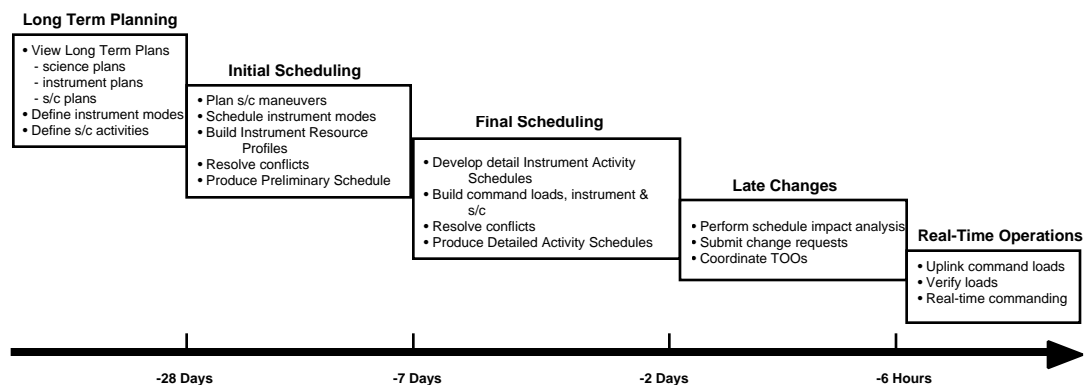 Long Term Planning
• View Long Term Plans
- science plans
- instrument plans
- s/c plans
• Define instrument modes
• Define s/c activities
Initial Scheduling
• Plan s/c maneuvers
• Schedule instrument modes
• Build Instrument Resource
Profiles
• Resolve conflicts
• Produce Preliminary Schedule
Final Scheduling
• Develop detail Instrument Activity
Schedules
• Build command loads, instrument &
s/c
• Resolve conflicts
• Produce Detailed Activity Schedules
Late Changes
• Perform schedule impact analysis
• Submit change requests
• Coordinate TOOs
Real-Time Operations
• Uplink command loads
• Verify loads
• Real-time commanding
-28 Days
-7 Days
-2 Days
-6 Hours